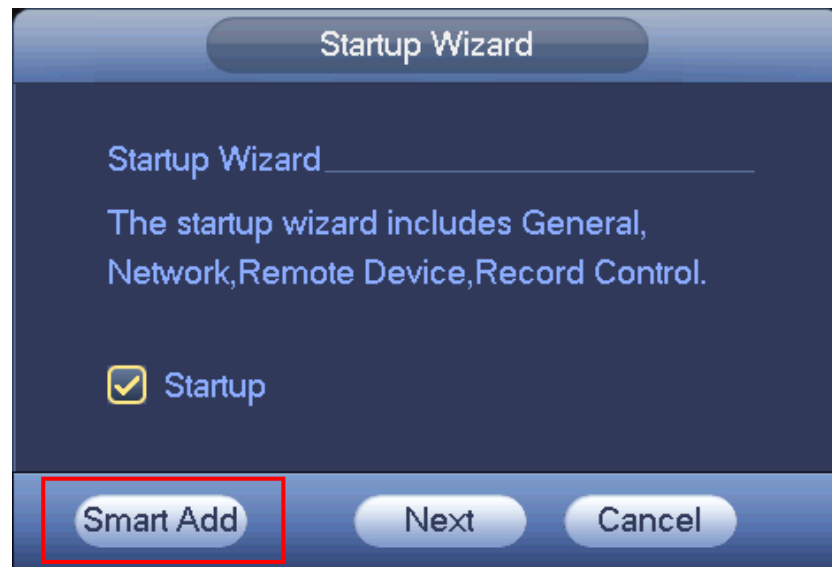 Startup Wizard
Startup Wizard
The startup wizard includes General,
Network,Remote Device,Record Control.
Startup
Smart Add Next Cancel